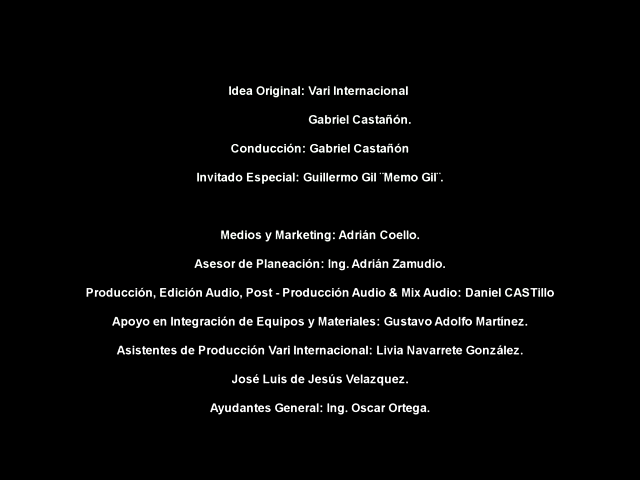 Idea Original: Vari Internacional
Gabriel Castañón.
Conducción: Gabriel Castañón
Invitado Especial: Guillermo Gil ¨Memo Gil¨.
Medios y Marketing: Adrián Coello.
Asesor de Planeación: Ing. Adrián Zamudio.
Producción, Edición Audio, Post - Producción Audio & Mix Audio: Daniel CASTillo
Apoyo en Integración de Equipos y Materiales: Gustavo Adolfo Martinez.
Asistentes de Producción Vari Internacional: Livia Navarrete González.
José Luis de Jesús Velazquez.
Ayudantes General: Ing. Oscar Ortega.